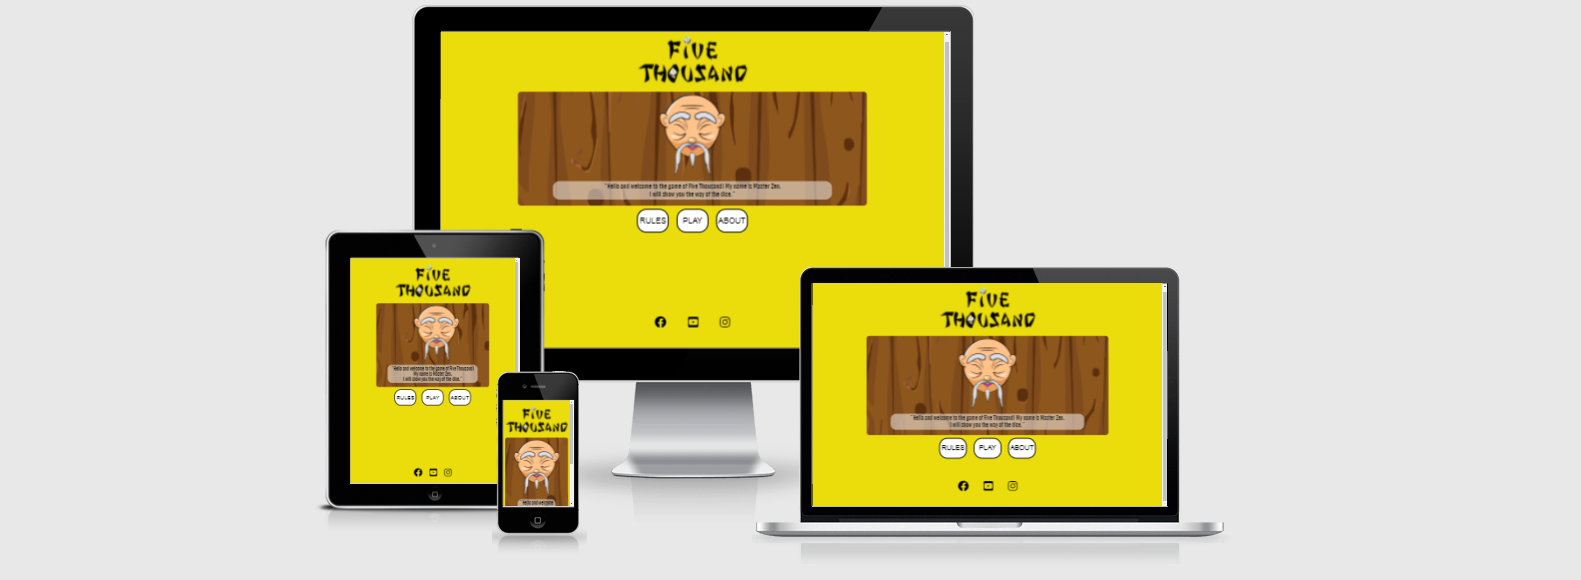 FiVE
THOUSAND
"Hello and welcome to the game of Five Thousand! My name is Master Zen.
I will show you the way of the dice."
RULES PLAY ABOUT
FiVE
THOUSAND
"Hello and welcome to the game of Five Thousand!
My name is Master Zen.
I will show you the way of the dice."
RULES PLAY ABOUT
FiVE
THOUSAND
"Hello and welcome
FiVE
THOUSAND
"Hello and welcome to the game of Five Thousand! My name is Master Zen.
I will show you the way of the dice."
RULES PLAY ABOUT